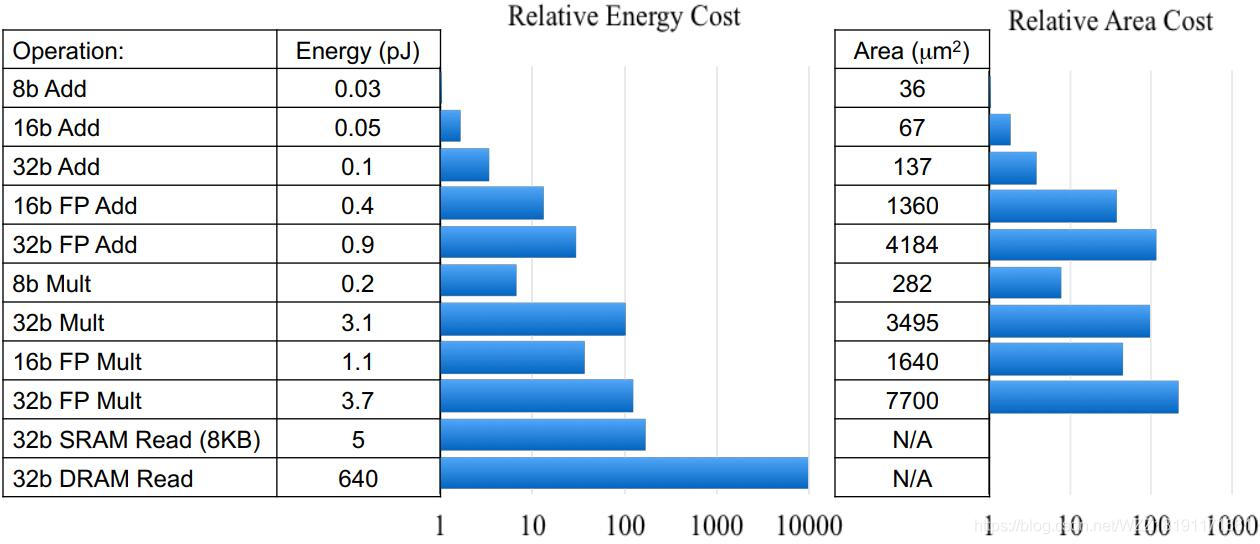 Relative Energy Cost
Relative Area Cost
Operation: Energy (pJ) Area (μm²)
8b Add 0.03 36
16b Add 0.05 67
32b Add 0.1 137
16b FP Add 0.4 1360
32b FP Add 0.9 4184
8b Mult 0.2 282
32b Mult 3.1 3495
16b FP Mult 1.1 1640
32b FP Mult 3.7 7700
32b SRAM Read (8KB) 5 N/A
32b DRAM Read 640 N/A
1 10 100 1000 10000 1 10 100 1000